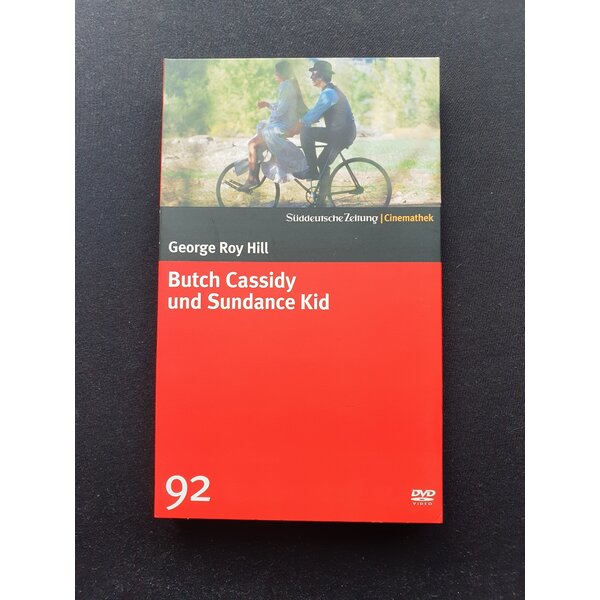 Süddeutsche Zeitung | Cinemathek
George Roy Hill
Butch Cassidy
und Sundance Kid
92
DVD
VIDEO